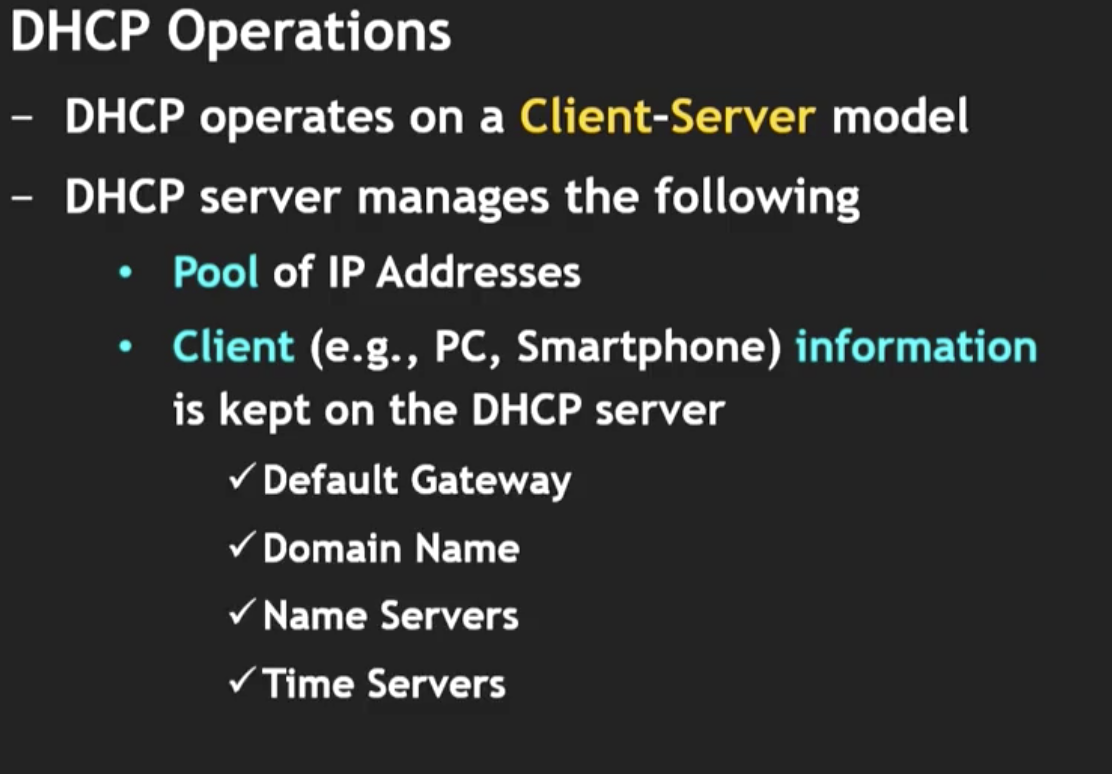 DHCP Operations
– DHCP operates on a Client-Server model
– DHCP server manages the following
• Pool of IP Addresses
• Client (e.g., PC, Smartphone) information
is kept on the DHCP server
✓ Default Gateway
✓ Domain Name
✓ Name Servers
✓ Time Servers